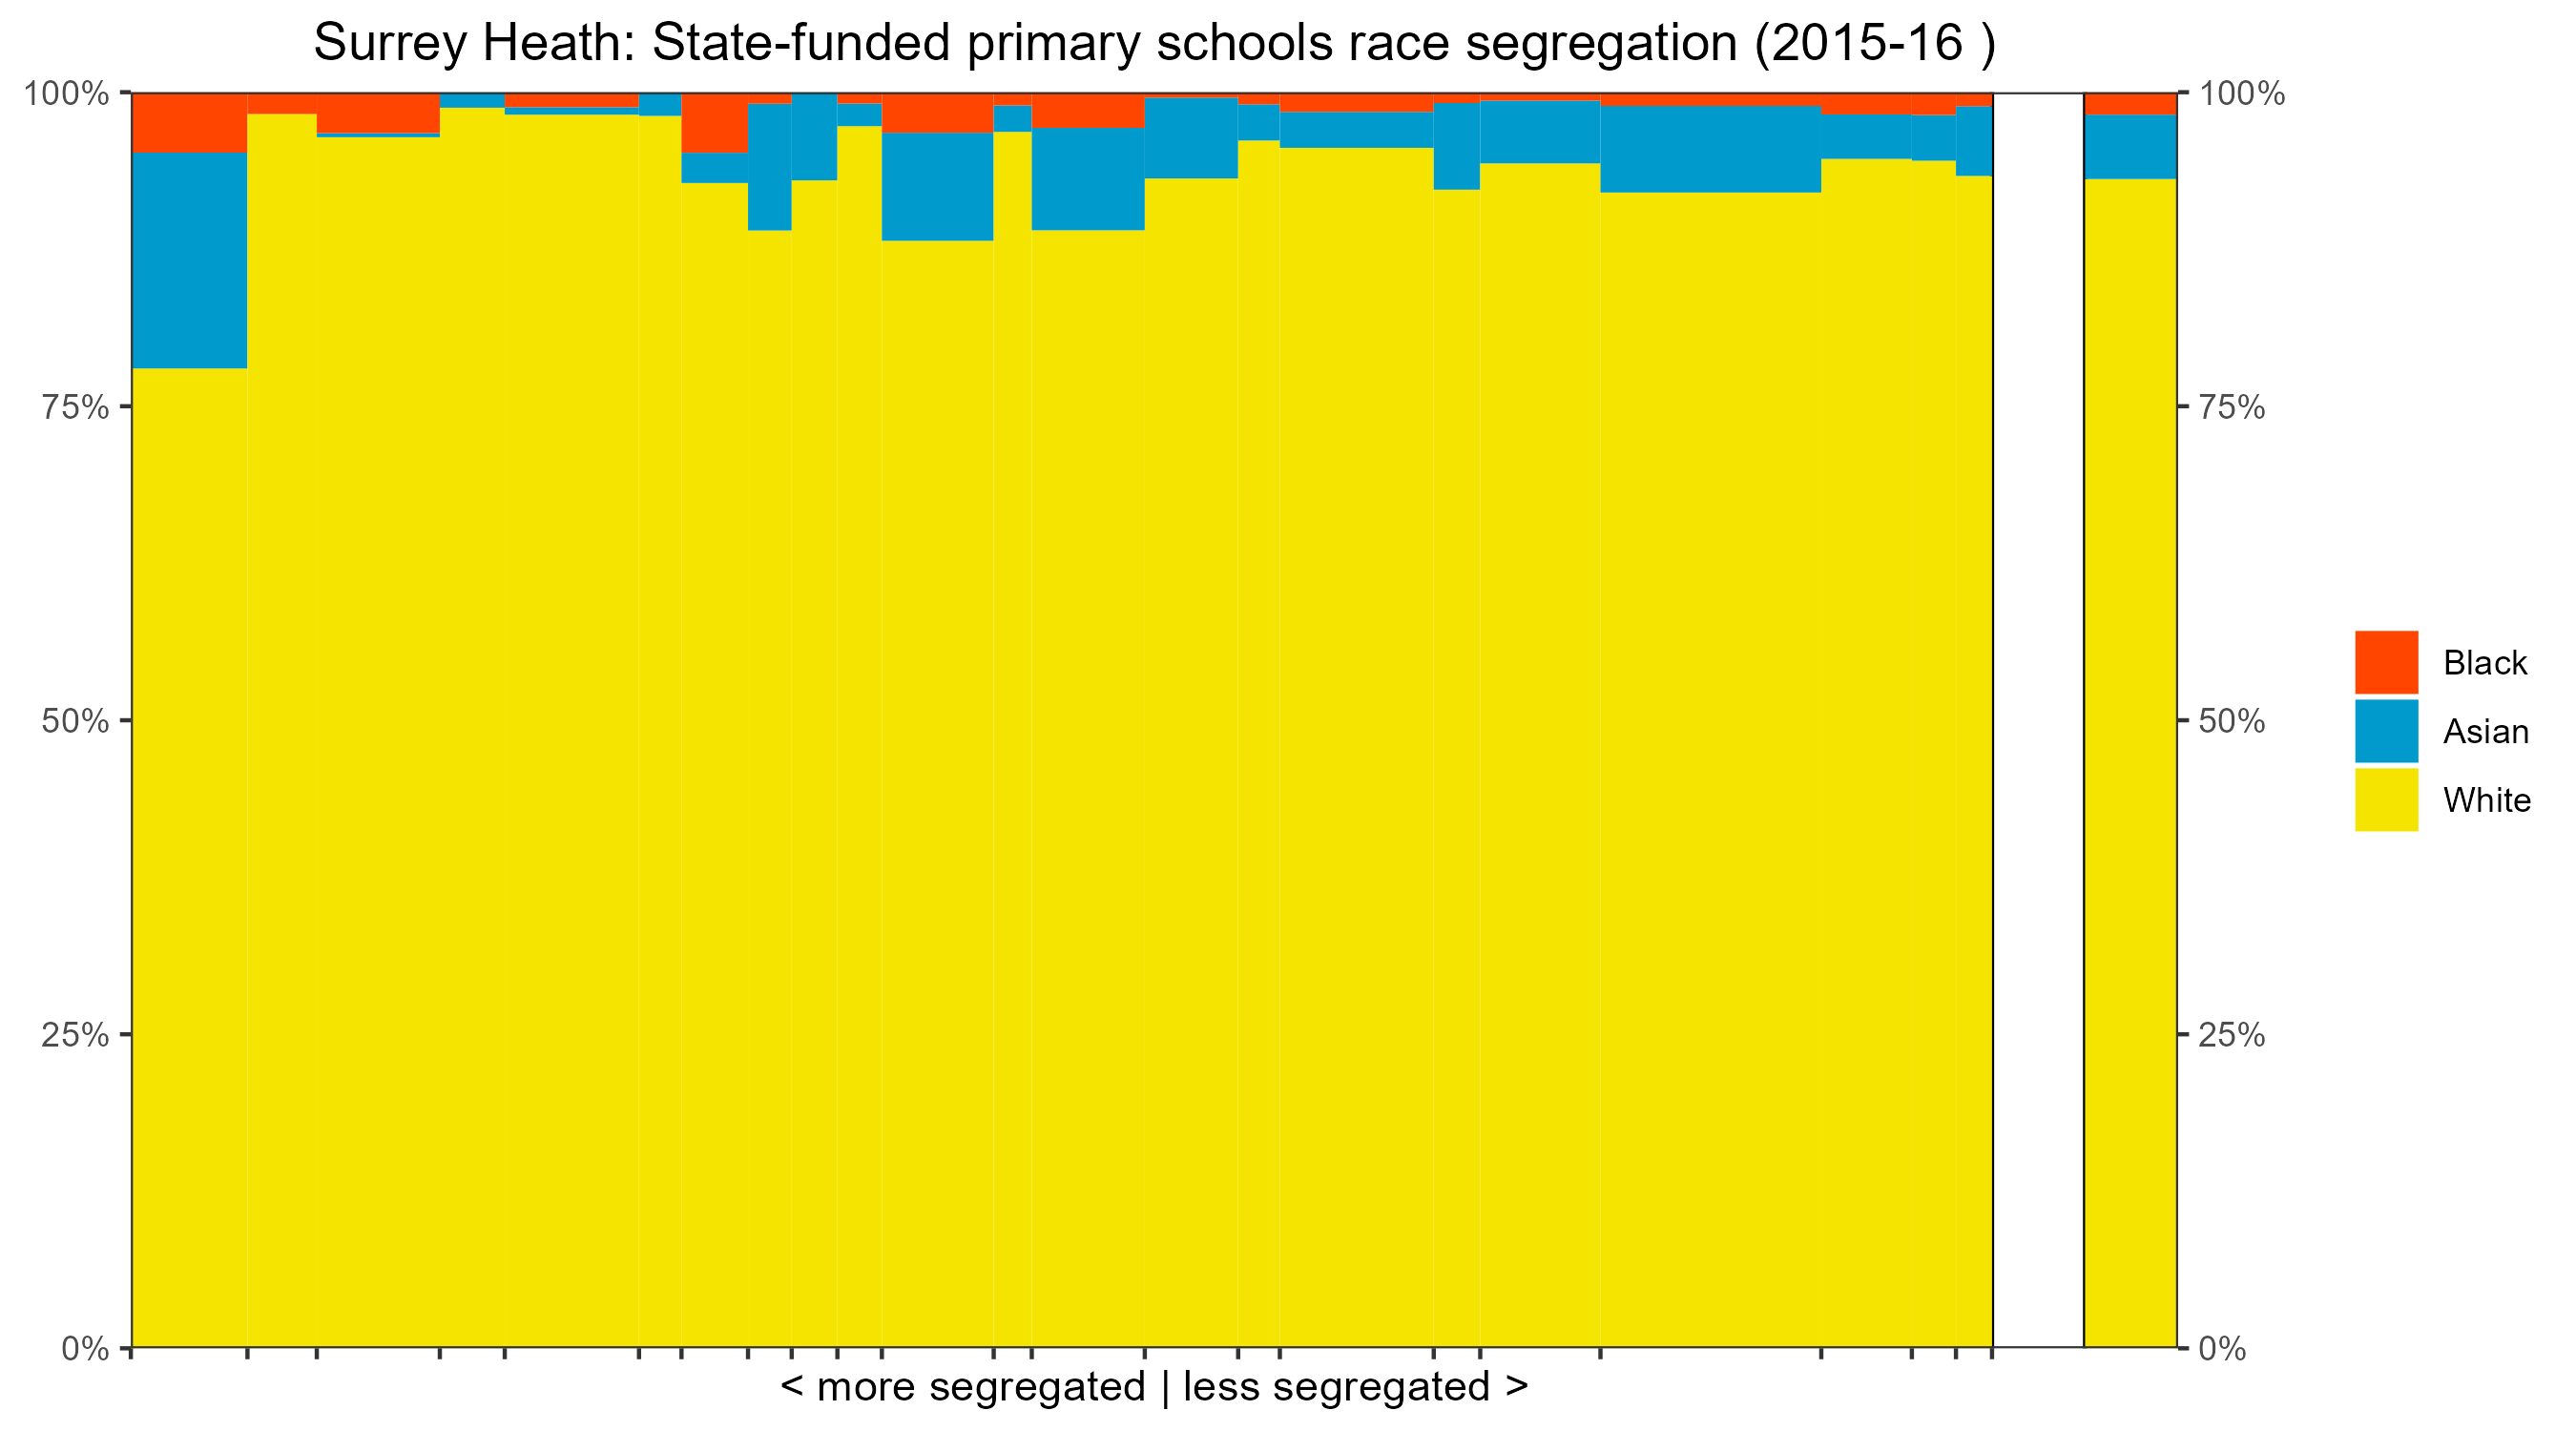 Surrey Heath: State-funded primary schools race segregation (2015-16 )
100%
75%
50%
25%
0%
100%
75%
50%
25%
0%
Black
Asian
White
< more segregated | less segregated >